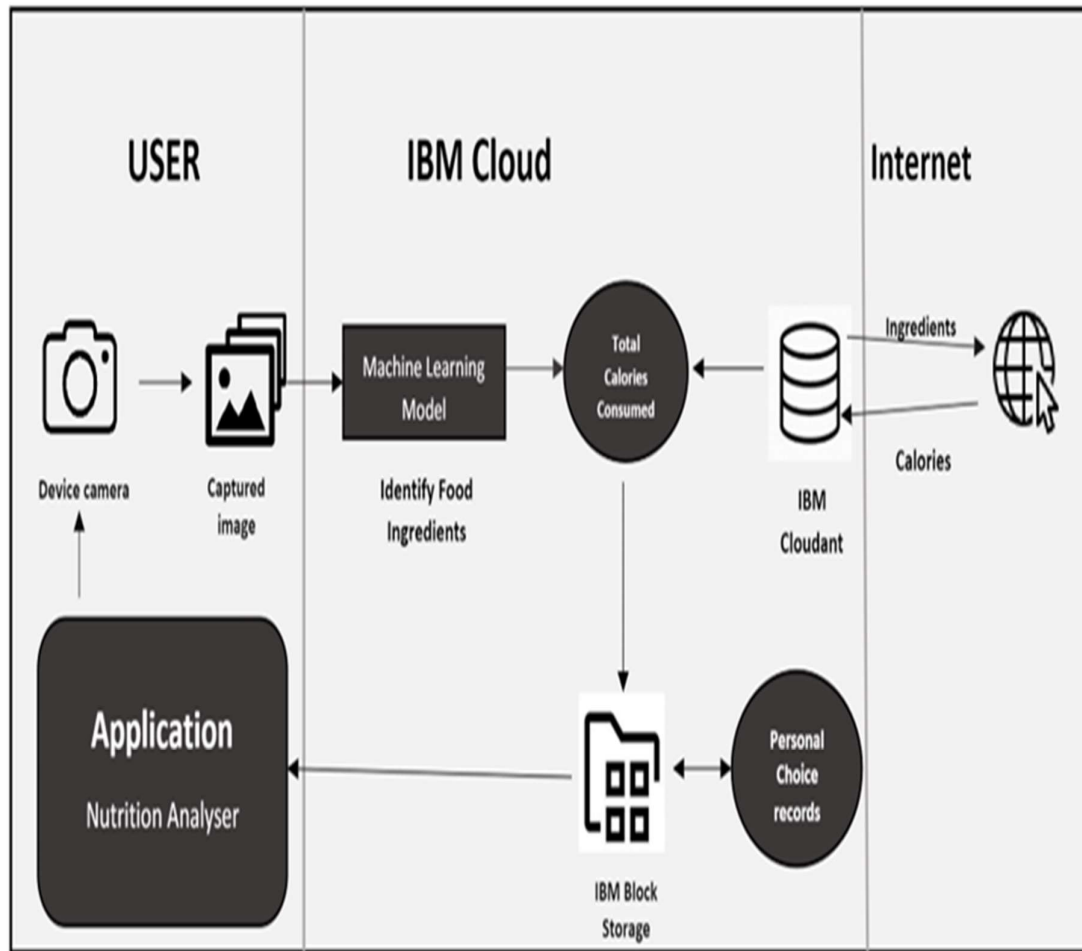 USER
IBM Cloud
Internet
Ingredients
Total
Calories
Consumed
Machine Learning
Model
Calories
Device camera
Captured
image
Identify Food
Ingredients
IBM
Cloudant
Application
Nutrition Analyser
Personal
Choice
records
IBM Block
Storage